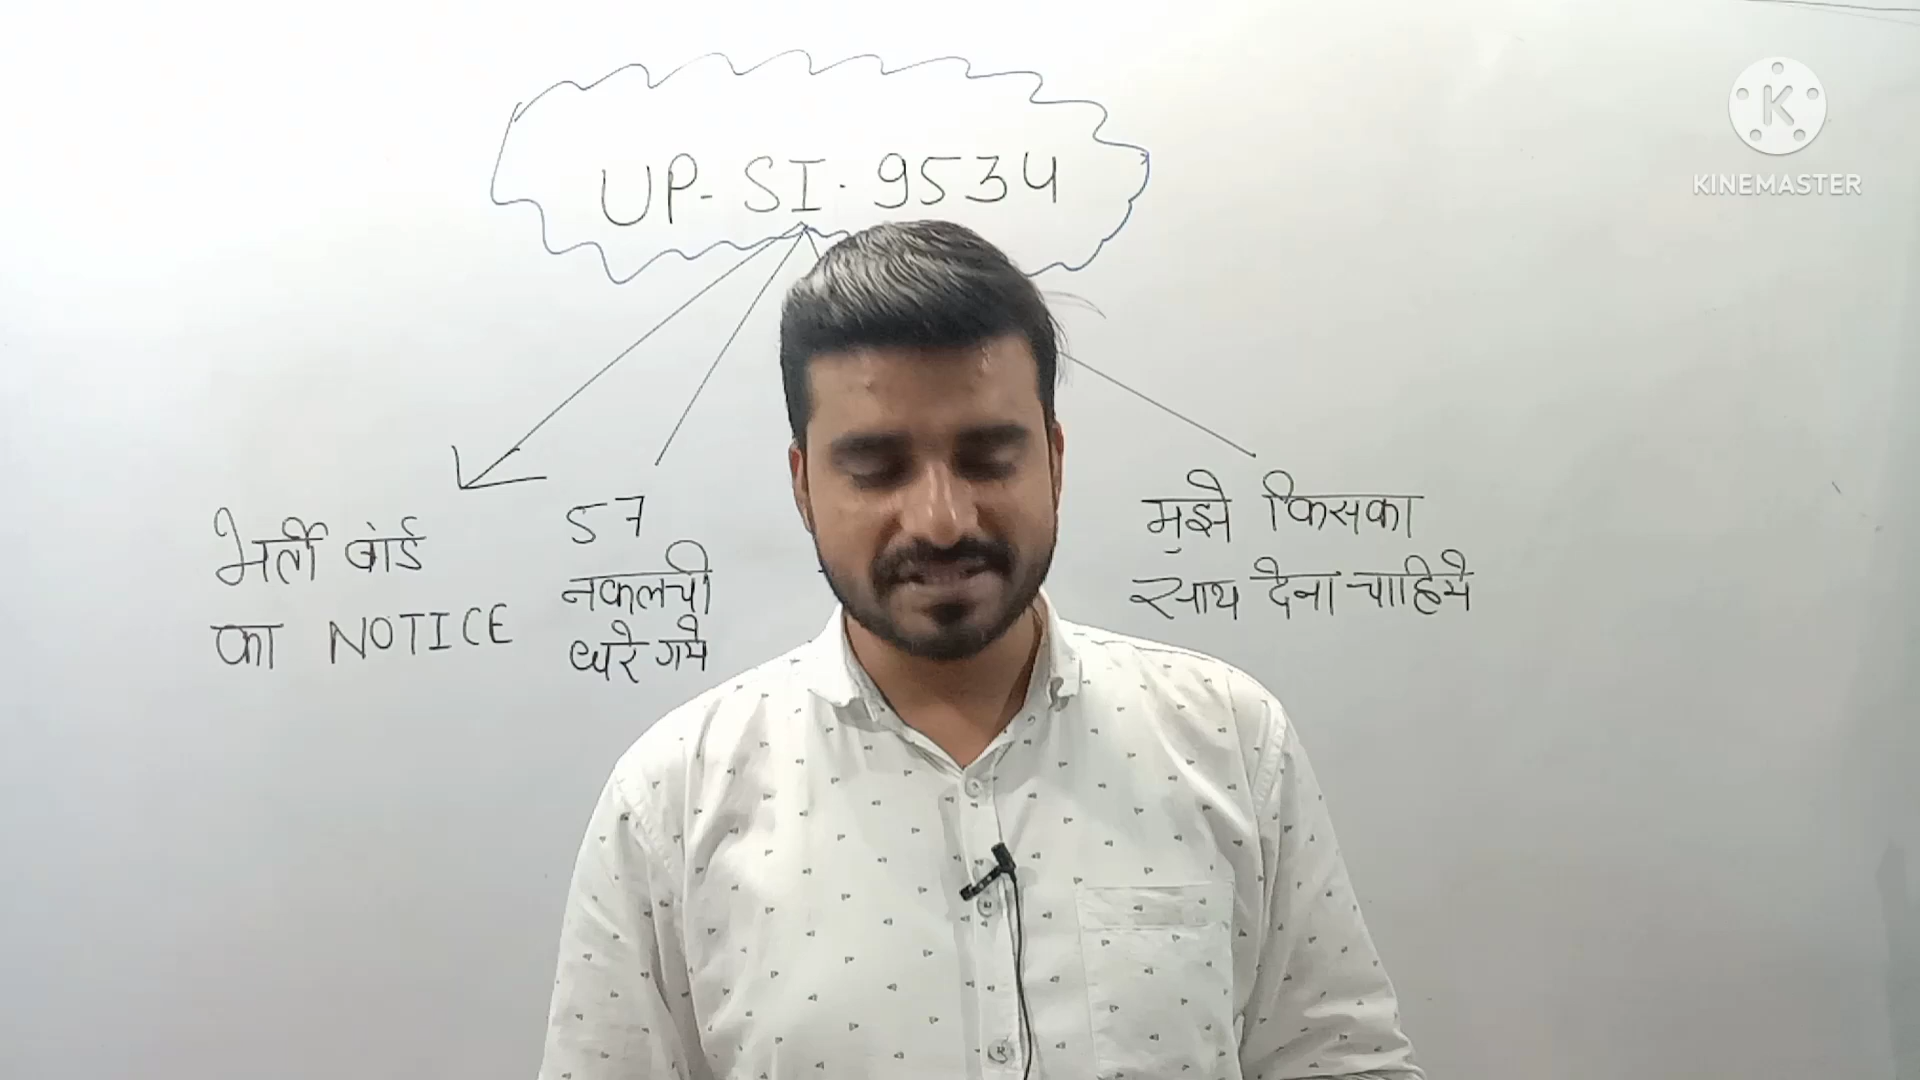 UP-SI-9534
KINEMASTER
भर्ती बोर्ड
का NOTICE
57
नकलची
धरे गये
मुझे किसका
साथ देना चाहिये